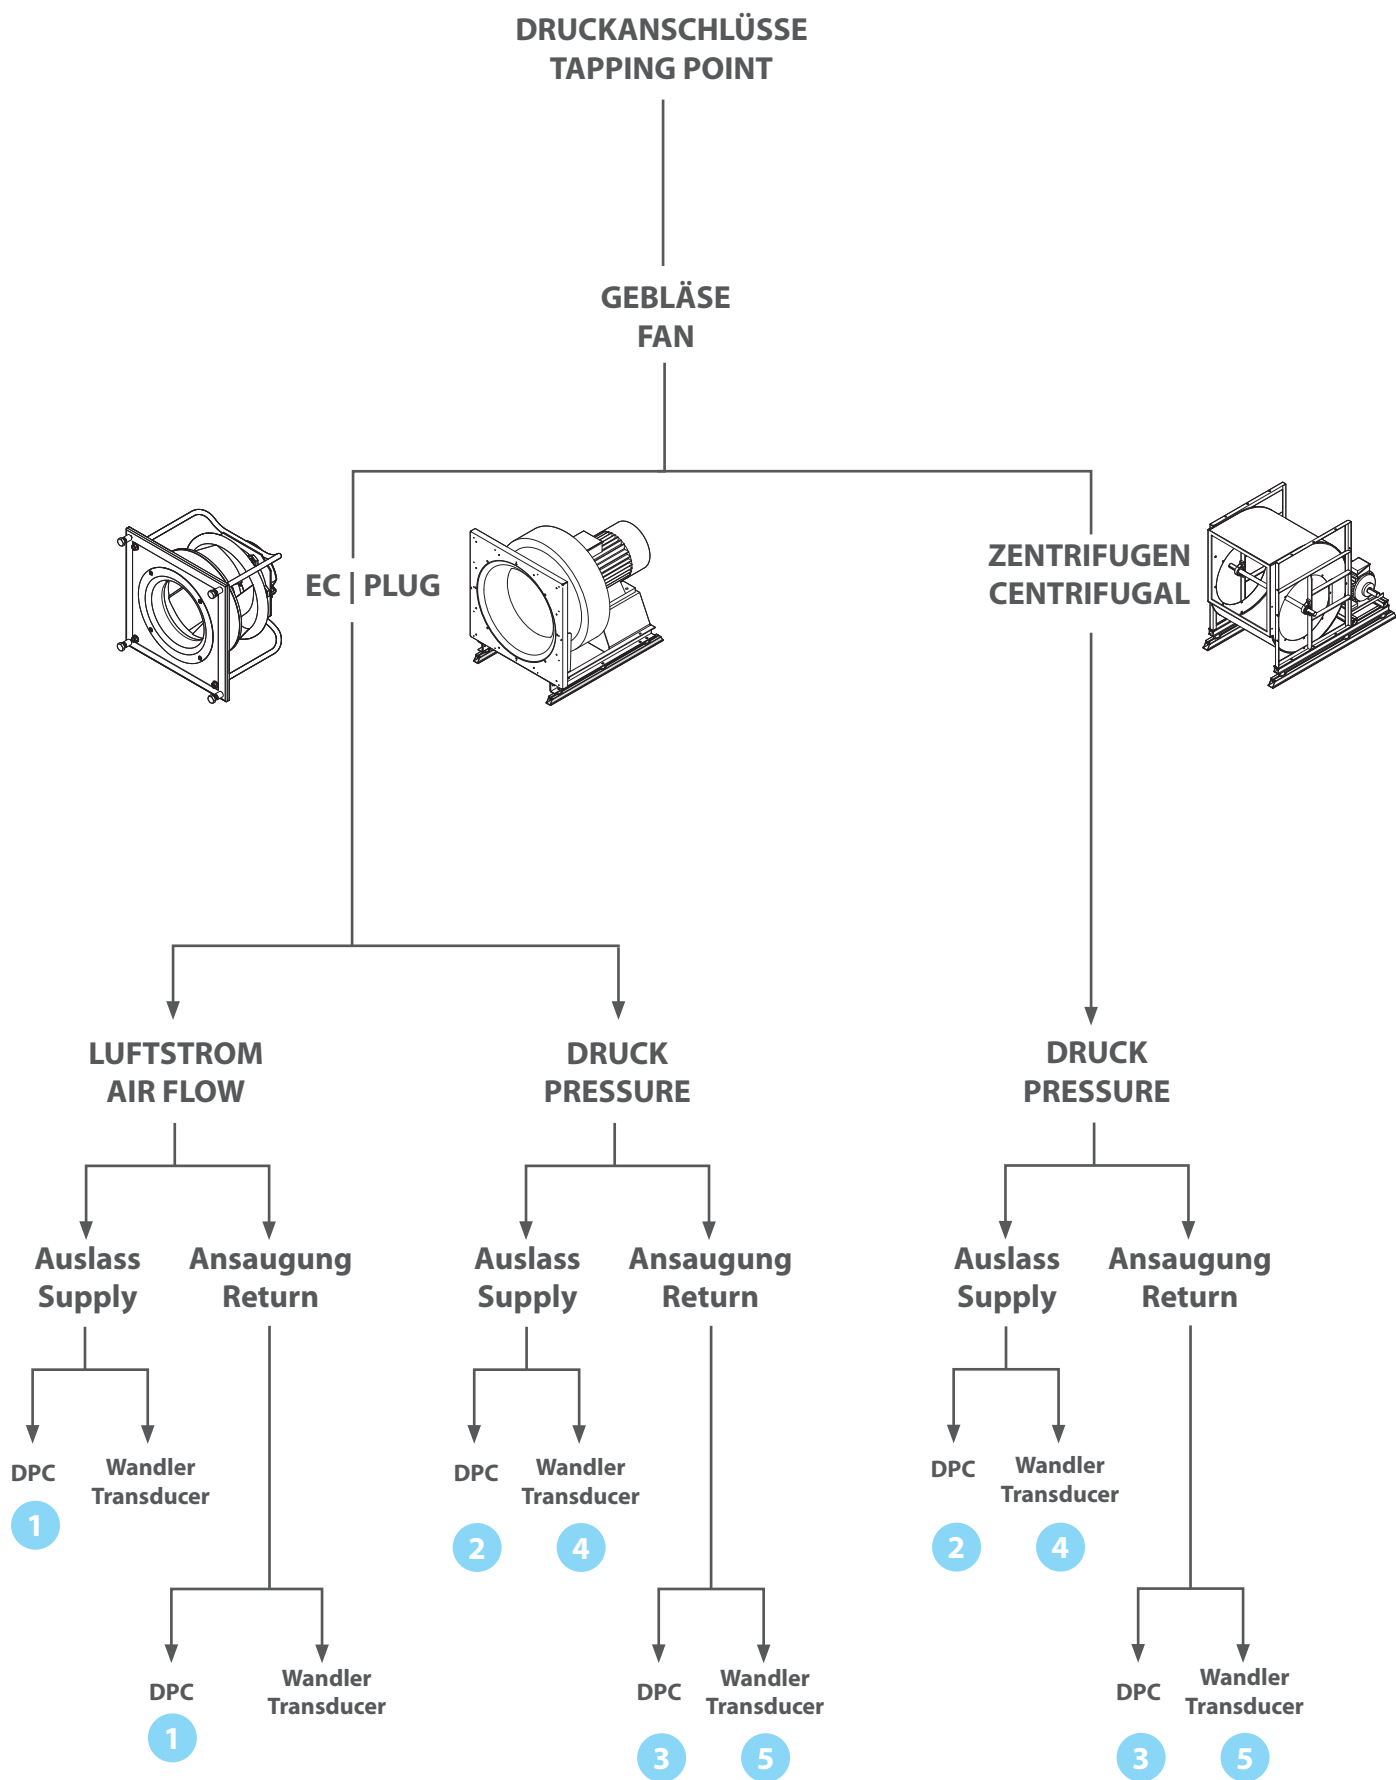 DRUCKANSCHLÜSSE
TAPPING POINT
GEBLÄSE
FAN
EC | PLUG
ZENTRIFUGEN
CENTRIFUGAL
LUFTSTROM
AIR FLOW
DRUCK
PRESSURE
DRUCK
PRESSURE
Auslass
Supply
Ansaugung
Return
Auslass
Supply
Ansaugung
Return
Auslass
Supply
Ansaugung
Return
DPC
1
Wandler
Transducer
DPC
2
Wandler
Transducer
4
DPC
2
Wandler
Transducer
4
DPC
1
Wandler
Transducer
DPC
3
Wandler
Transducer
5
DPC
3
Wandler
Transducer
5